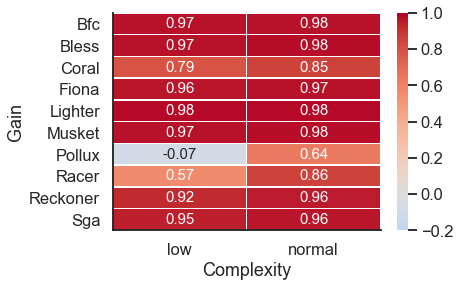 Bfc 0.97 0.98
Bless 0.97 0.98
Coral 0.79 0.85
Fiona 0.96 0.97
Lighter 0.98 0.98
Musket 0.97 0.98
Pollux -0.07 0.64
Racer 0.57 0.86
Reckoner 0.92 0.96
Sga 0.95 0.96
Gain
low normal
Complexity
1.0
0.8
0.6
0.4
0.2
0.0
−0.2